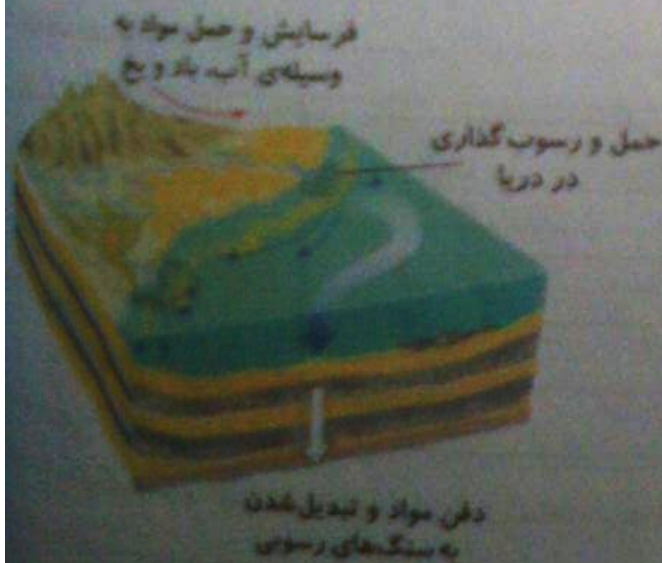 فرسایش و حمل مواد به
وسیله‌ی آب، باد و یخ
حمل و رسوب‌گذاری
در دریا
دفن مواد و تبدیل‌شدن
به سنگ‌های رسوبی